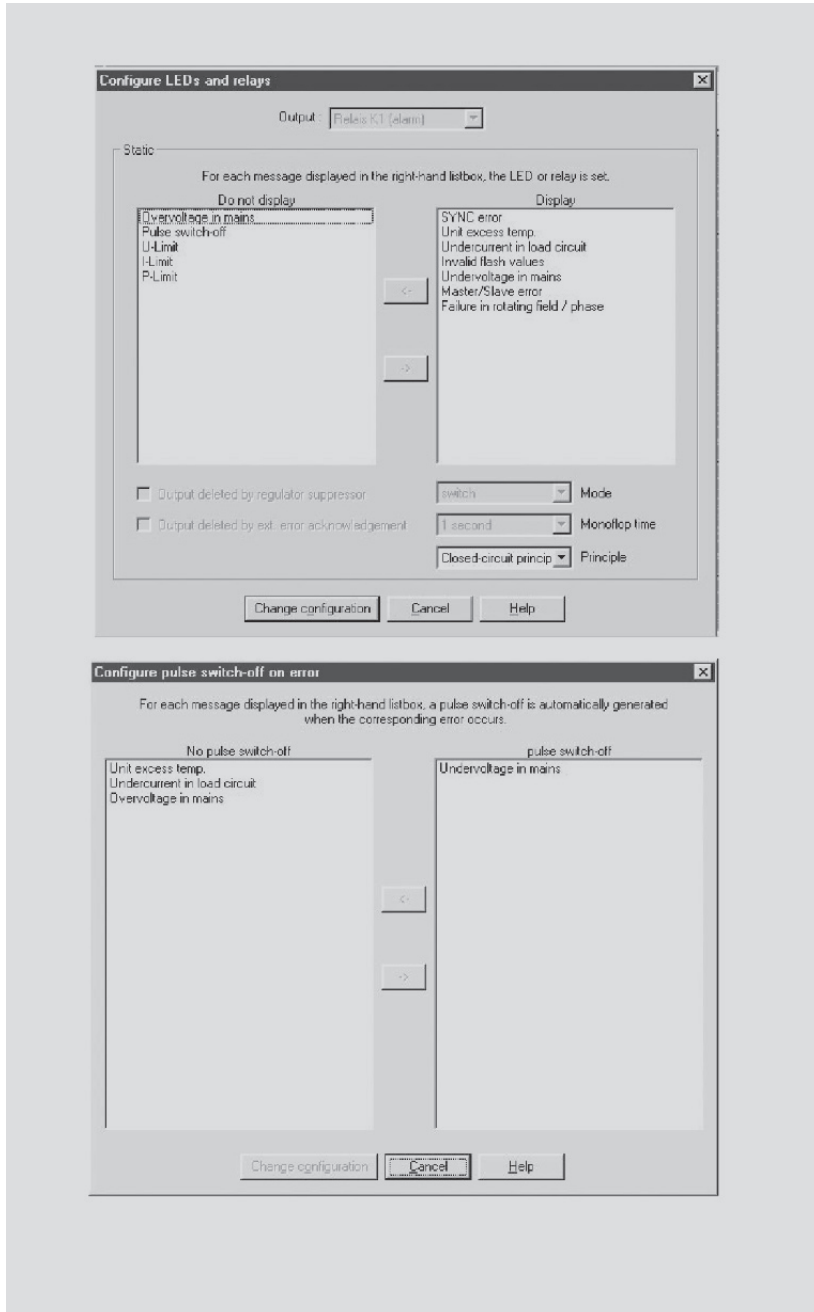 Configure LEDs and relays
Output : Relais K1 (alarm)
Static
For each message displayed in the right-hand listbox, the LED or relay is set.
Do not display
Overvoltage in mains
Pulse switch-off
U-Limit
I-Limit
P-Limit
<-
->
Display
SYNC error
Unit excess temp.
Undercurrent in load circuit
Invalid flash values
Undervoltage in mains
Master/Slave error
Failure in rotating field / phase
Output deleted by regulator suppressor
Output deleted by ext. error acknowledgement
switch Mode
1 second Monoflop time
Closed-circuit princip Principle
Change configuration Cancel Help
Configure pulse switch-off on error
For each message displayed in the right-hand listbox, a pulse switch-off is automatically generated
when the corresponding error occurs.
No pulse switch-off
Unit excess temp.
Undercurrent in load circuit
Overvoltage in mains
<-
->
pulse switch-off
Undervoltage in mains
Change configuration Cancel Help